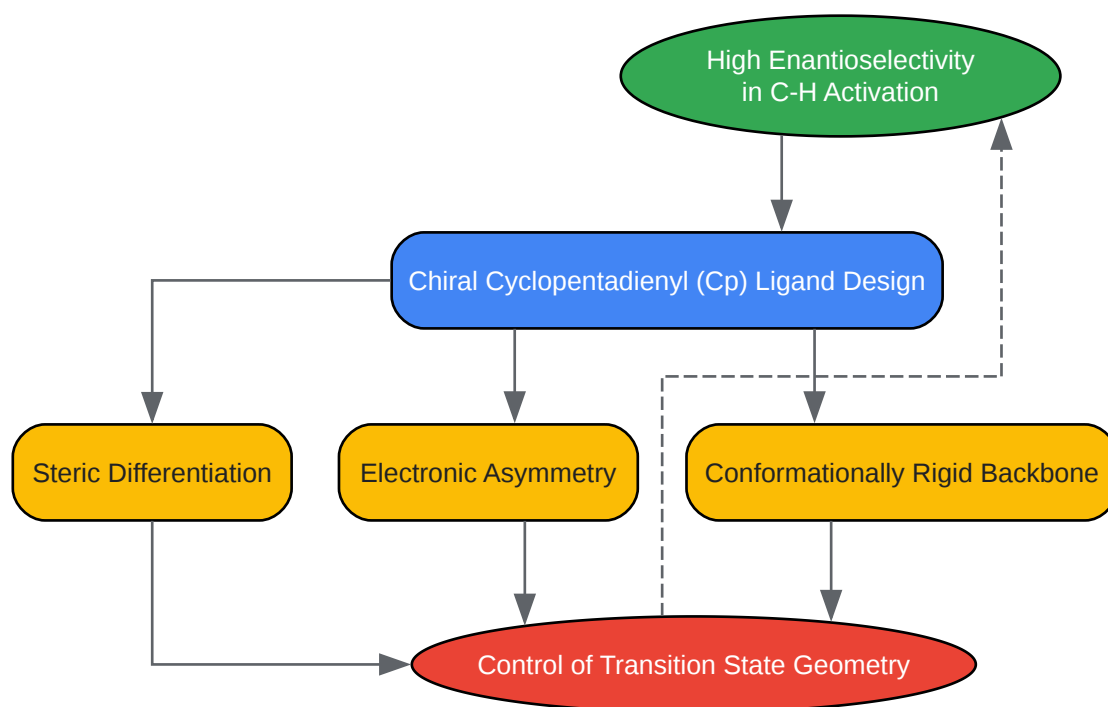 High Enantioselectivity
in C-H Activation
Chiral Cyclopentadienyl (Cp) Ligand Design
Steric Differentiation
Electronic Asymmetry
Conformationally Rigid Backbone
Control of Transition State Geometry